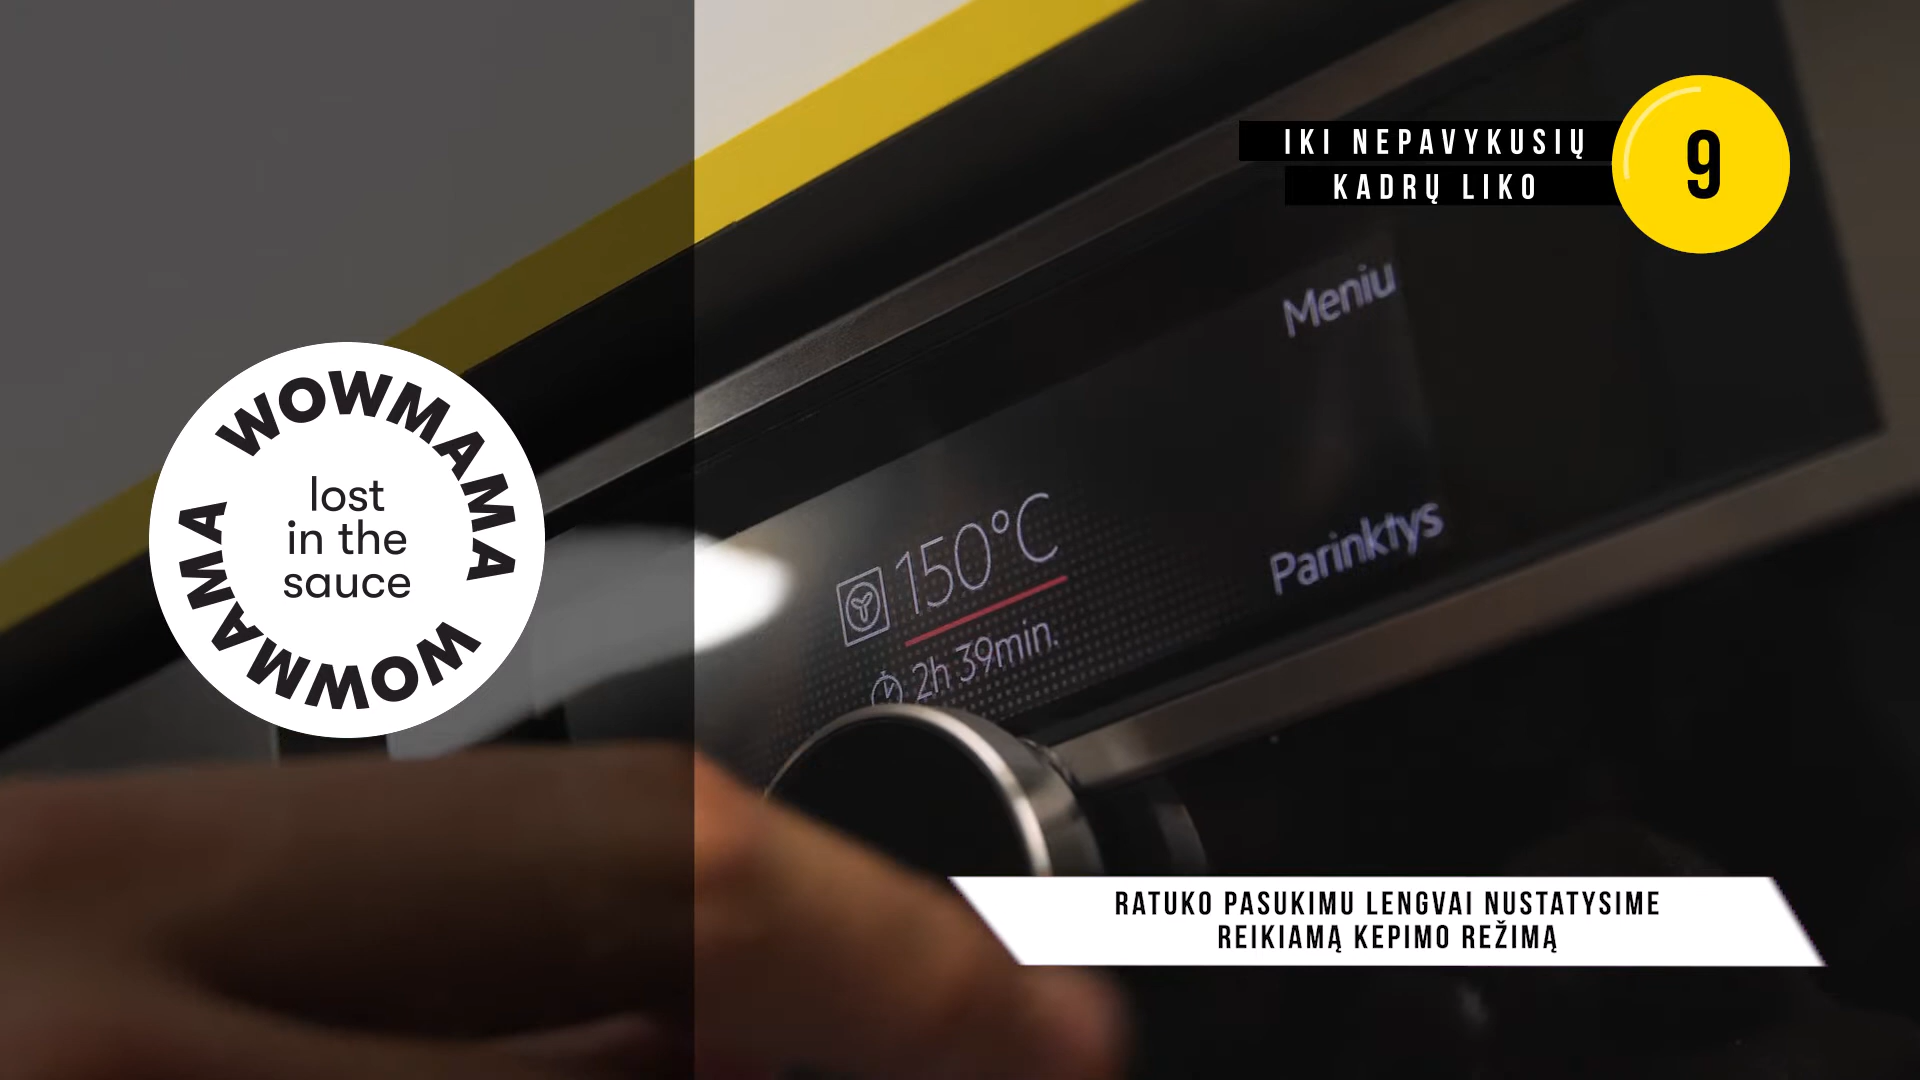 IKI NEPAVYKUSIŲ
KADRŲ LIKO
9
Meniu
WOWMAMA
lost
in the
sauce
WOWMAMA
150°C
Parinktys
2h 39min.
RATUKO PASUKIMU LENGVAI NUSTATYSIME
REIKIAMĄ KEPIMO REŽIMĄ